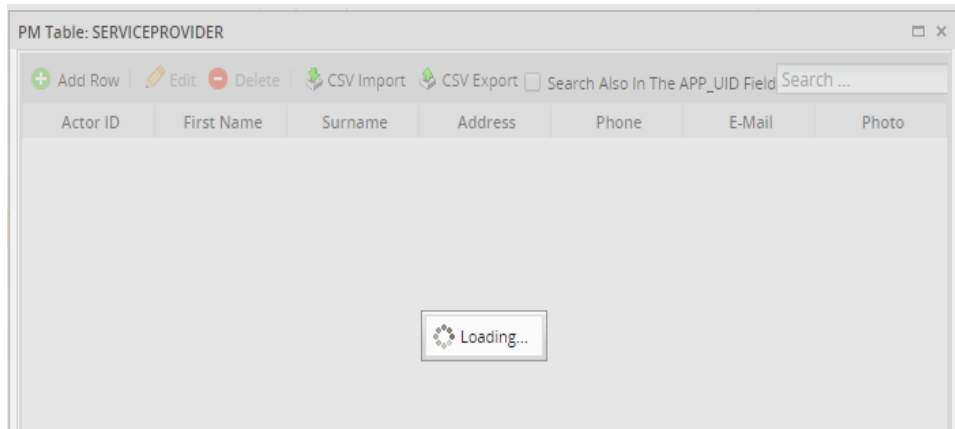 PM Table: SERVICEPROVIDER
Add Row Edit Delete CSV Import CSV Export Search Also In The APP_UID Field Search ...
Actor ID First Name Surname Address Phone E-Mail Photo
Loading...